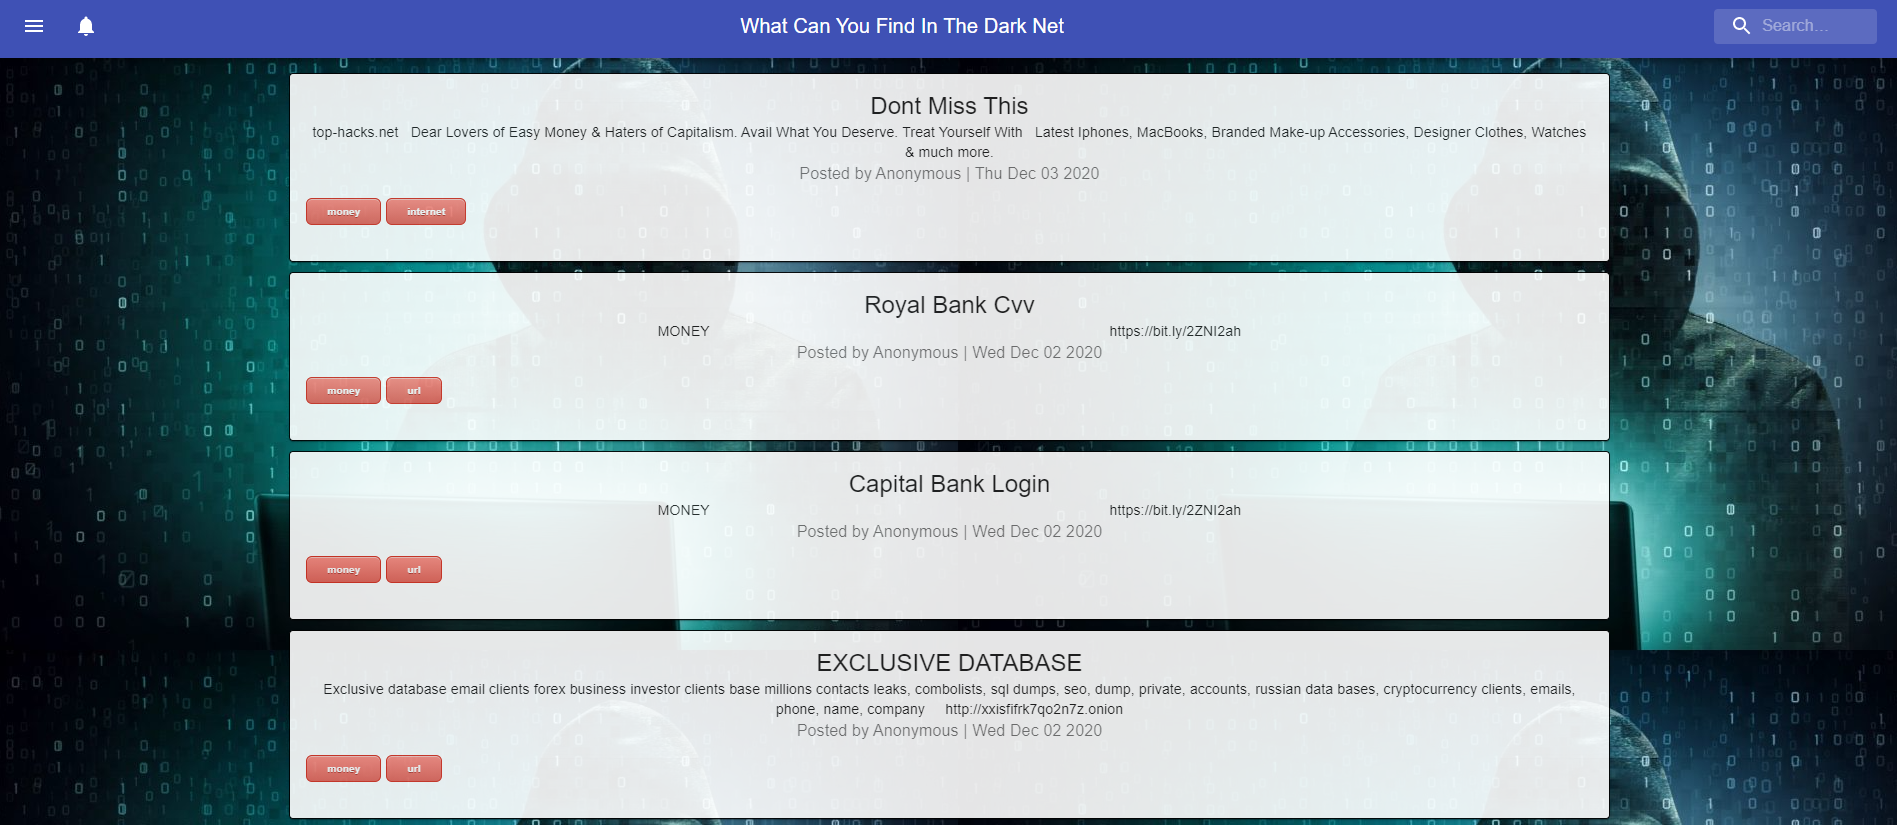 What Can You Find In The Dark Net
Search...
Dont Miss This
top-hacks.net Dear Lovers of Easy Money & Haters of Capitalism. Avail What You Deserve. Treat Yourself With Latest Iphones, MacBooks, Branded Make-up Accessories, Designer Clothes, Watches
& much more.
Posted by Anonymous | Thu Dec 03 2020
money internet
Royal Bank Cvv
MONEY https://bit.ly/2ZNI2ah
Posted by Anonymous | Wed Dec 02 2020
money url
Capital Bank Login
MONEY https://bit.ly/2ZNI2ah
Posted by Anonymous | Wed Dec 02 2020
money url
EXCLUSIVE DATABASE
Exclusive database email clients forex business investor clients base millions contacts leaks, combolists, sql dumps, seo, dump, private, accounts, russian data bases, cryptocurrency clients, emails,
phone, name, company http://xxisfifrk7qo2n7z.onion
Posted by Anonymous | Wed Dec 02 2020
money url